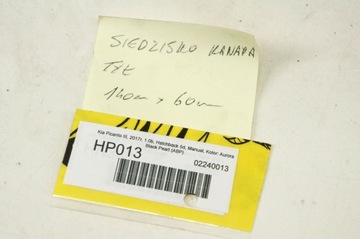 SIEDZISKO KANAPA
TYŁ
140cm x 60cm
Kia Picanto III, 2017r, 1.0b, Hatchback 5d, Manual, Kolor: Aurora
Black Pearl (ABP)
HP013
02240013